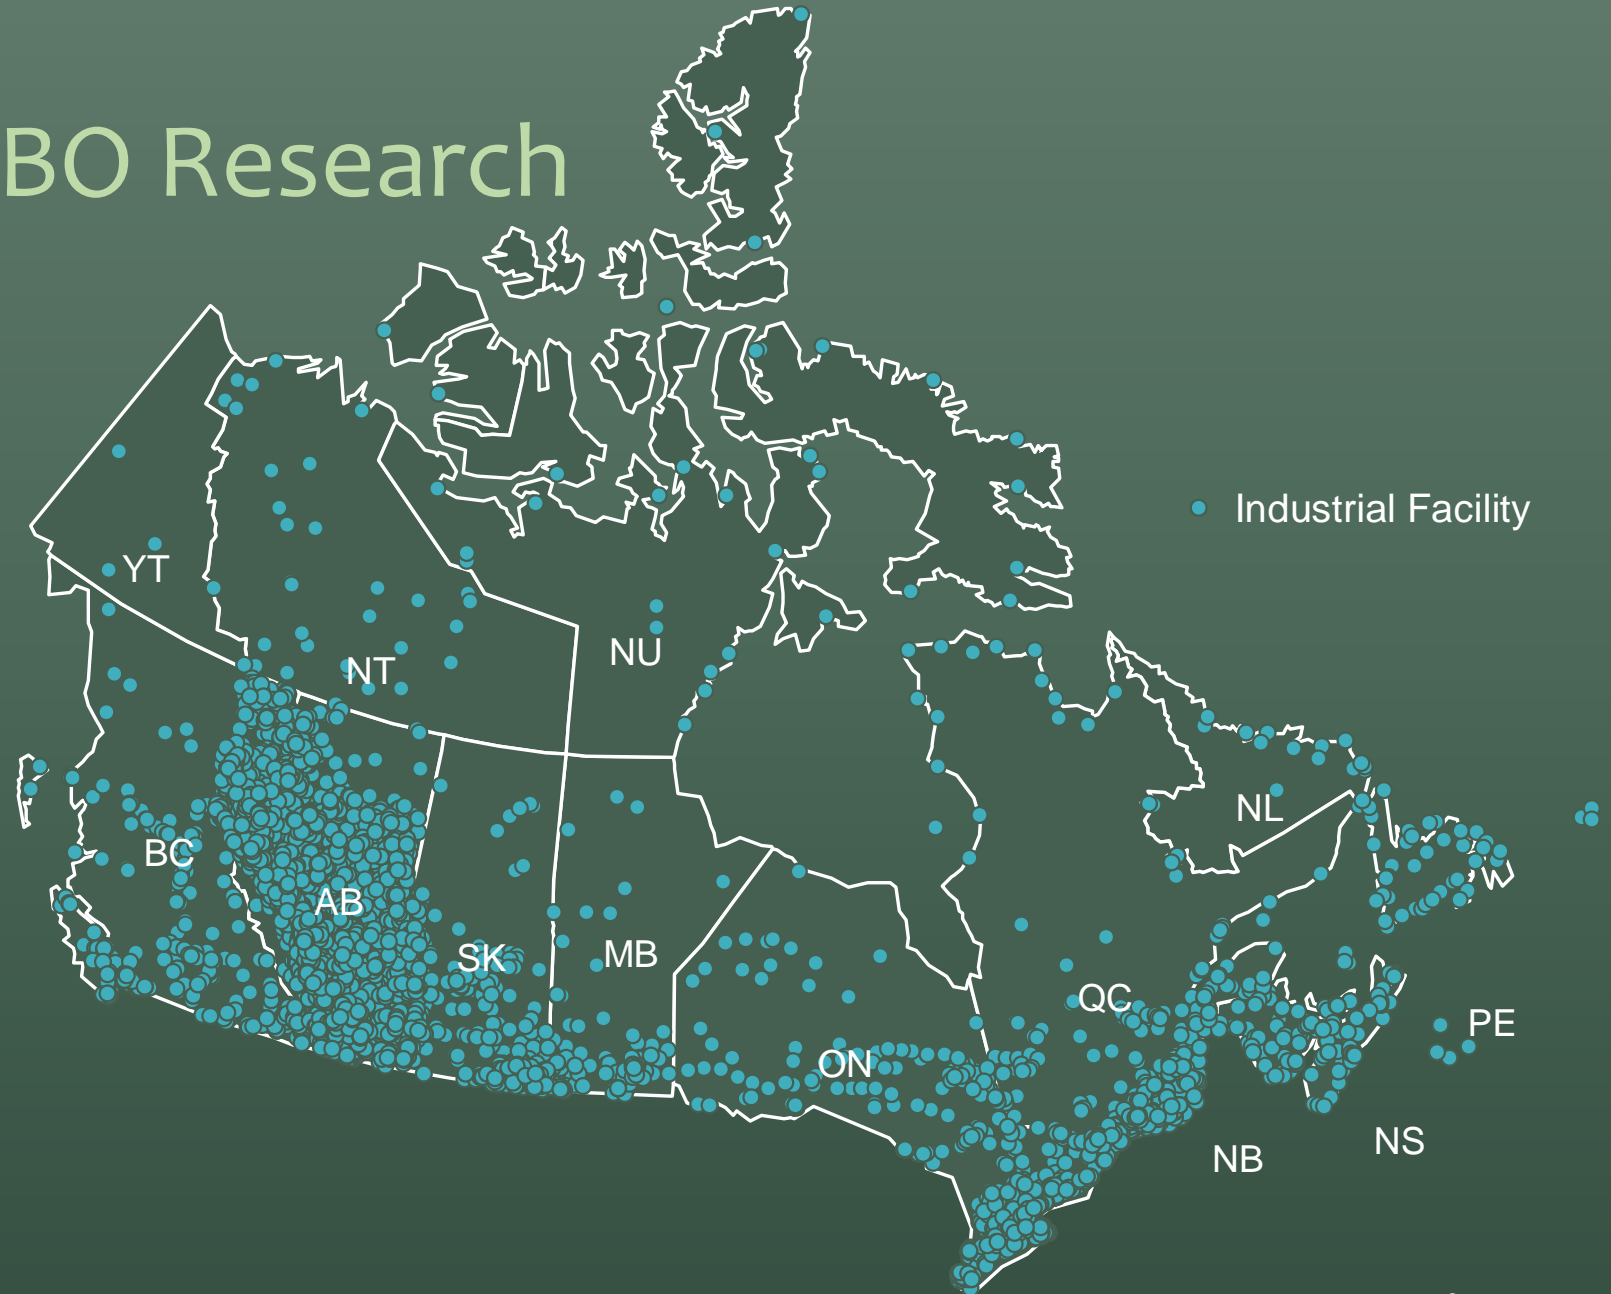 BO Research
Industrial Facility
YT
NT
NU
NL
BC
AB
SK
MB
QC
PE
ON
NS
NB